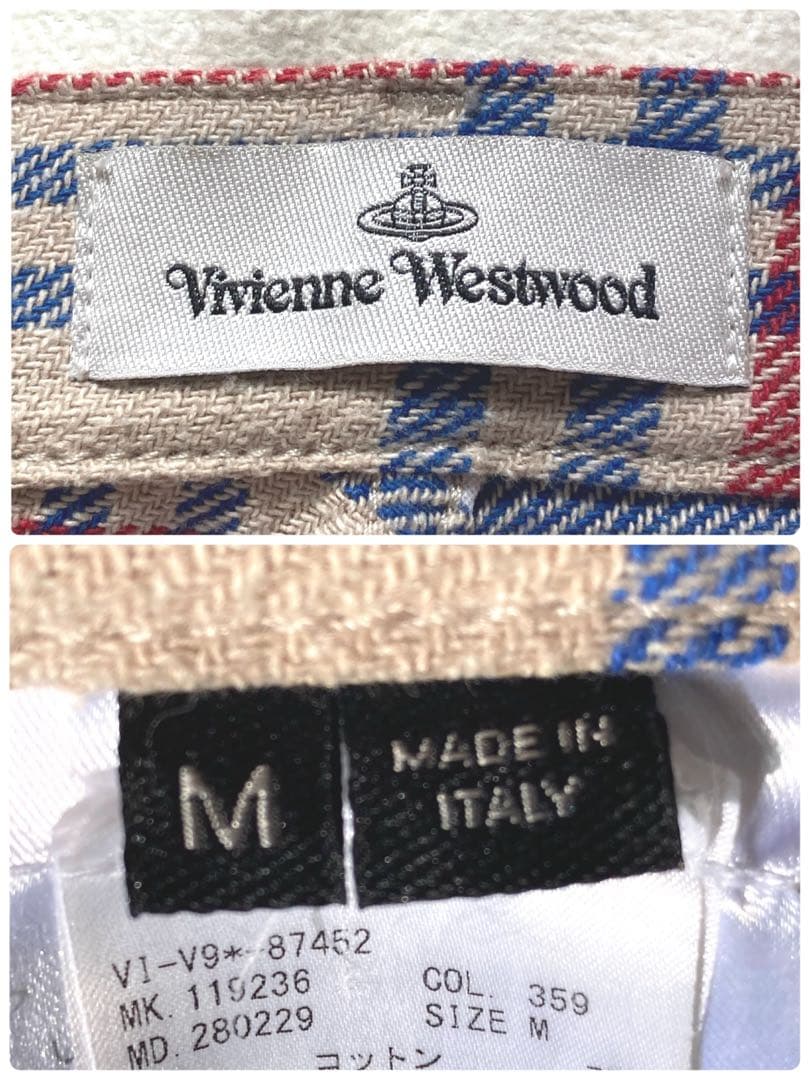 Vivienne Westwood
M
MADE IN
ITALY
VI-V9*-87452
MK. 119236
MD. 280229
COL. 359
SIZE M
コットン